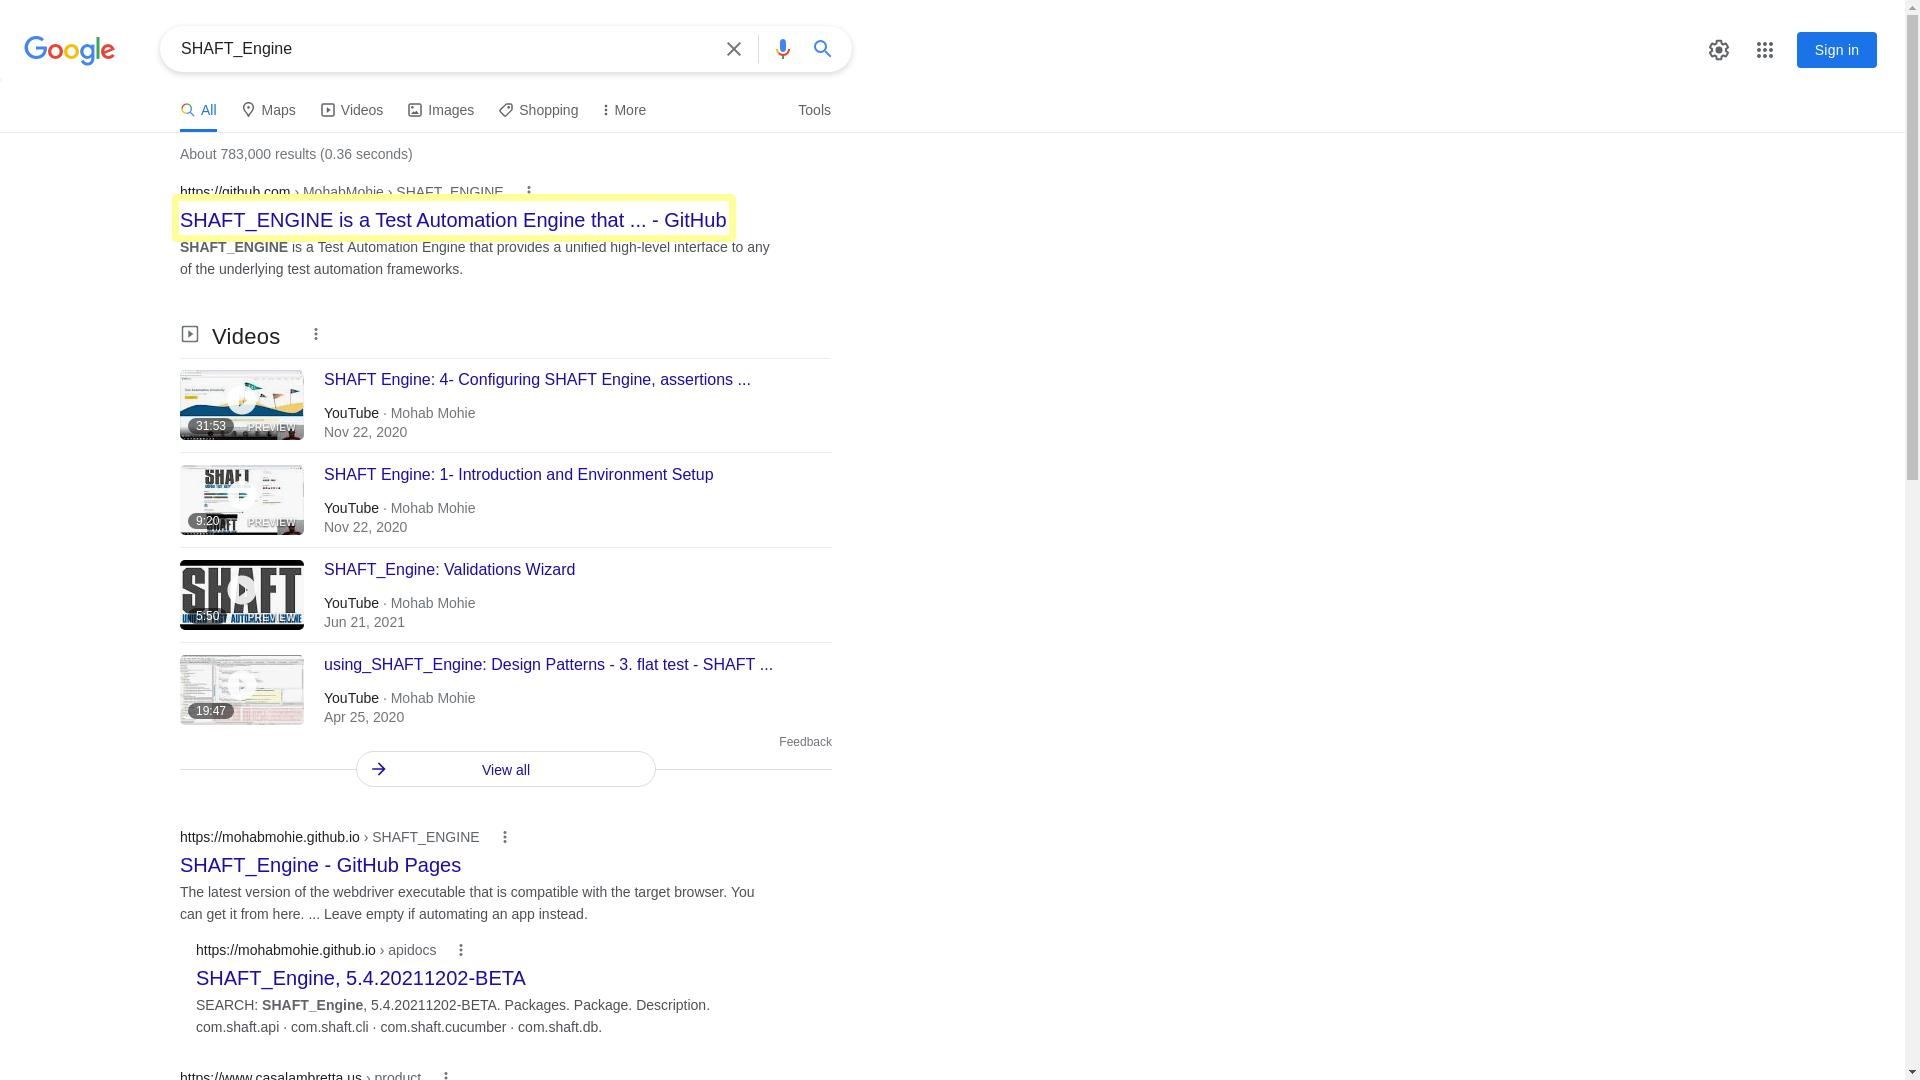 Google
SHAFT_Engine
Sign in
All
Maps
Videos
Images
Shopping
More
Tools
About 783,000 results (0.36 seconds)
https://github.com › MohabMohie › SHAFT_ENGINE
SHAFT_ENGINE is a Test Automation Engine that ... - GitHub
SHAFT_ENGINE is a Test Automation Engine that provides a unified high-level interface to any
of the underlying test automation frameworks.
Videos
SHAFT Engine: 4- Configuring SHAFT Engine, assertions ...
31:53
PREVIEW
YouTube · Mohab Mohie
Nov 22, 2020
SHAFT Engine: 1- Introduction and Environment Setup
SHAFT
9:20
PREVIEW
YouTube · Mohab Mohie
Nov 22, 2020
SHAFT_Engine: Validations Wizard
SHAFT
5:50
PREVIEW
YouTube · Mohab Mohie
Jun 21, 2021
using_SHAFT_Engine: Design Patterns - 3. flat test - SHAFT ...
19:47
YouTube · Mohab Mohie
Apr 25, 2020
Feedback
View all
https://mohabmohie.github.io › SHAFT_ENGINE
SHAFT_Engine - GitHub Pages
The latest version of the webdriver executable that is compatible with the target browser. You
can get it from here. ... Leave empty if automating an app instead.
https://mohabmohie.github.io › apidocs
SHAFT_Engine, 5.4.20211202-BETA
SEARCH: SHAFT_Engine, 5.4.20211202-BETA. Packages. Package. Description.
com.shaft.api · com.shaft.cli · com.shaft.cucumber · com.shaft.db.
https://www.casalambretta.us › product